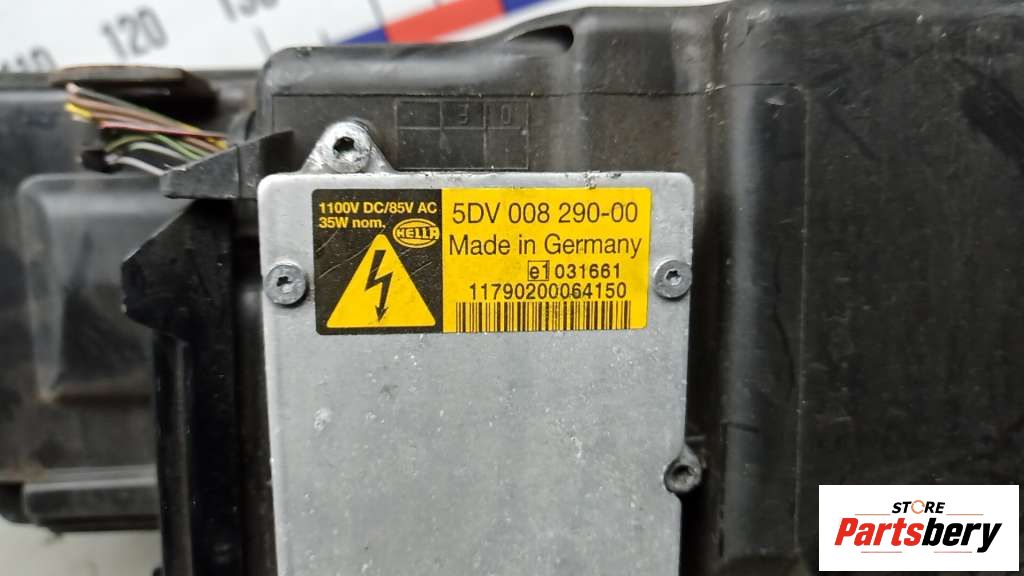 110 120 130
3 0
1100V DC/85V AC
35W nom.
HELLA
5DV 008 290-00
Made in Germany
e1 031661
11790200064150
STORE
Partsbery